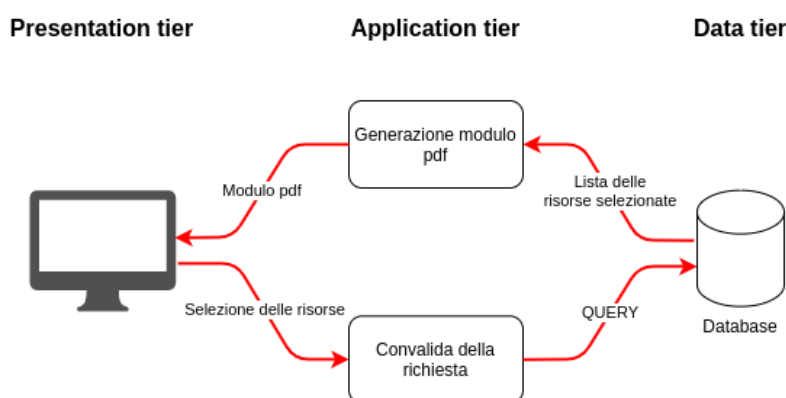 Presentation tier
Application tier
Data tier
Generazione modulo
pdf
Modulo pdf
Lista delle
risorse selezionate
Selezione delle risorse
QUERY
Database
Convalida della
richiesta